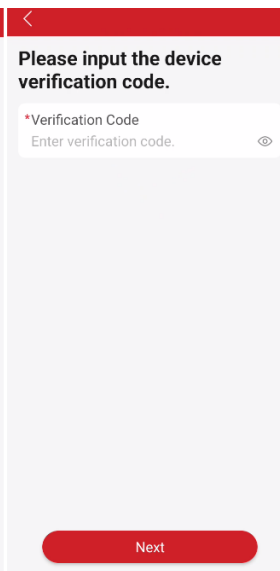 Please input the device
verification code.
*Verification Code
Enter verification code.
Next